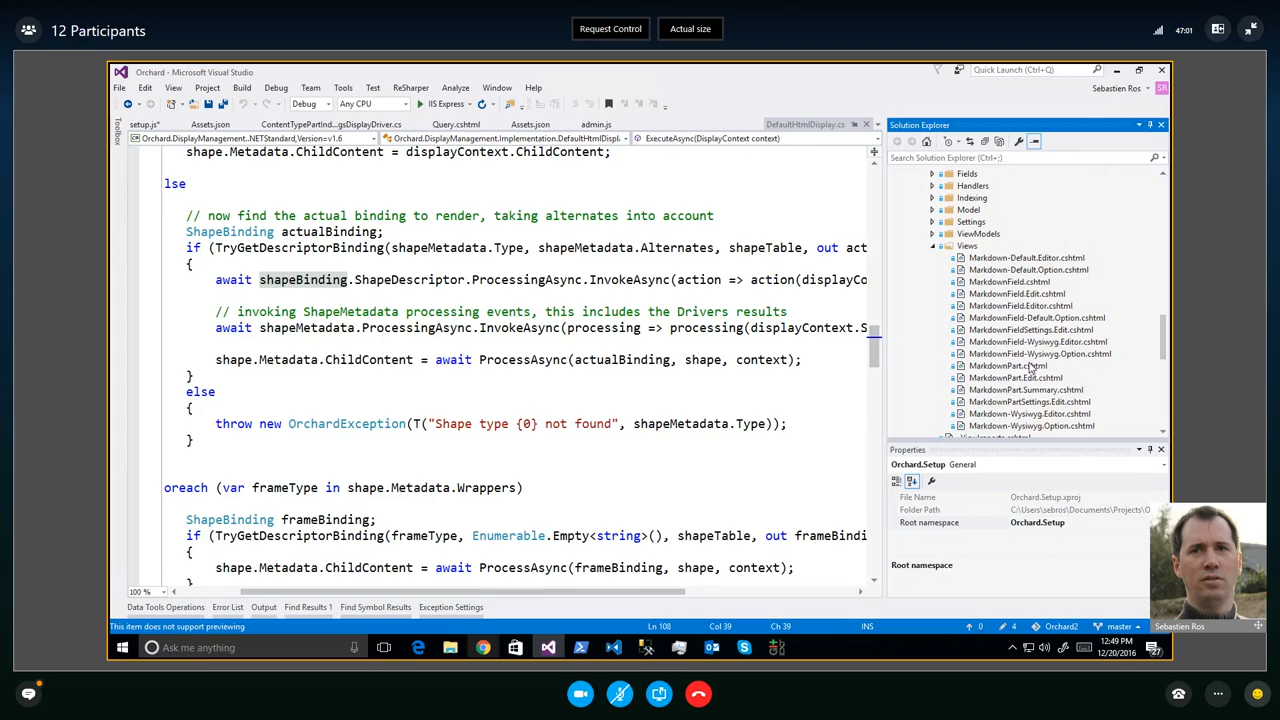 12 Participants
Request Control
Actual size
47:01
Orchard - Microsoft Visual Studio
Quick Launch (Ctrl+Q)
File Edit View Project Build Debug Team Tools Test ReSharper Analyze Window Help
Sebastien Ros
SR
Debug
Any CPU
IIS Express
setup.js* Assets.json ContentTypePartInd...gsDisplayDriver.cs Query.cshtml Assets.json admin.js DefaultHtmlDisplay.cs
Orchard.DisplayManagement..NETStandard,Version=v1.6
Orchard.DisplayManagement.Implementation.DefaultHtmlDispl
ExecuteAsync(DisplayContext context)
Toolbox
shape.Metadata.ChildContent = displayContext.ChildContent;
lse
// now find the actual binding to render, taking alternates into account
ShapeBinding actualBinding;
if (TryGetDescriptorBinding(shapeMetadata.Type, shapeMetadata.Alternates, shapeTable, out act
{
await shapeBinding.ShapeDescriptor.ProcessingAsync.InvokeAsync(action => action(displayCo
// invoking ShapeMetadata processing events, this includes the Drivers results
await shapeMetadata.ProcessingAsync.InvokeAsync(processing => processing(displayContext.S
shape.Metadata.ChildContent = await ProcessAsync(actualBinding, shape, context);
}
else
{
throw new OrchardException(T("Shape type {0} not found", shapeMetadata.Type));
}
oreach (var frameType in shape.Metadata.Wrappers)
ShapeBinding frameBinding;
if (TryGetDescriptorBinding(frameType, Enumerable.Empty<string>(), shapeTable, out frameBindi
{
shape.Metadata.ChildContent = await ProcessAsync(frameBinding, shape, context);
}
100 %
Solution Explorer
Search Solution Explorer (Ctrl+;)
Fields
Handlers
Indexing
Model
Settings
ViewModels
Views
Markdown-Default.Editor.cshtml
Markdown-Default.Option.cshtml
MarkdownField.cshtml
MarkdownField.Edit.cshtml
MarkdownField.Editor.cshtml
MarkdownField-Default.Option.cshtml
MarkdownFieldSettings.Edit.cshtml
MarkdownField-Wysiwyg.Editor.cshtml
MarkdownField-Wysiwyg.Option.cshtml
MarkdownPart.cshtml
MarkdownPart.Edit.cshtml
MarkdownPart.Summary.cshtml
MarkdownPartSettings.Edit.cshtml
Markdown-Wysiwyg.Editor.cshtml
Markdown-Wysiwyg.Option.cshtml
Properties
Orchard.Setup General
File Name Orchard.Setup.xproj
Folder Path C:\Users\sebros\Documents\Projects\O
Root namespace Orchard.Setup
Root namespace
Sebastien Ros
Data Tools Operations Error List Output Find Results 1 Find Symbol Results Exception Settings
This item does not support previewing
Ln 108
Col 39
Ch 39
INS
0
4
Orchard2
master
Ask me anything
12:49 PM
12/20/2016
27